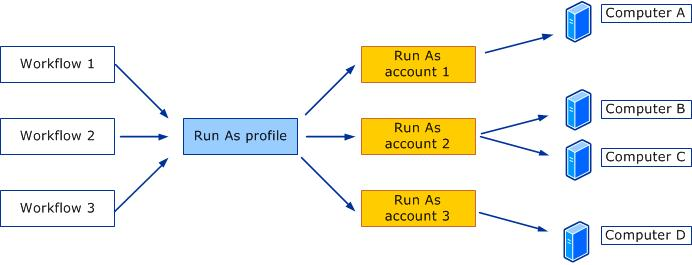 Workflow 1
Workflow 2
Workflow 3
Run As profile
Run As
account 1
Run As
account 2
Run As
account 3
Computer A
Computer B
Computer C
Computer D